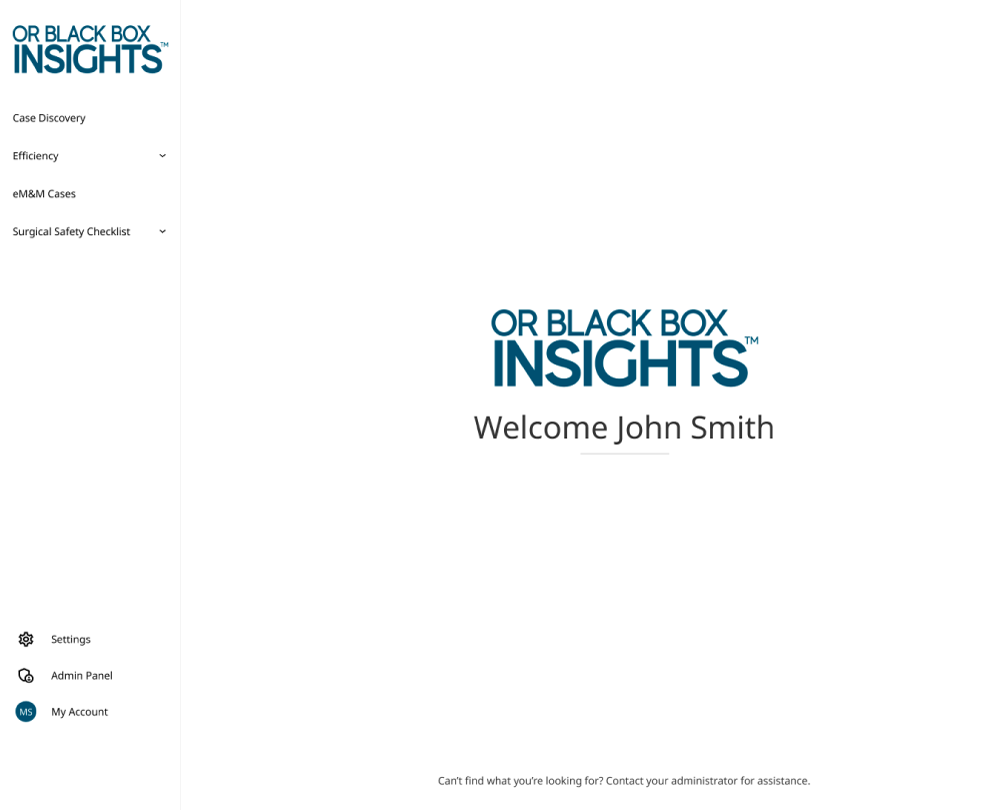 OR BLACK BOX
INSIGHTS™
Case Discovery
Efficiency
eM&M Cases
Surgical Safety Checklist
OR BLACK BOX
INSIGHTS™
Welcome John Smith
Settings
Admin Panel
MS My Account
Can't find what you're looking for? Contact your administrator for assistance.